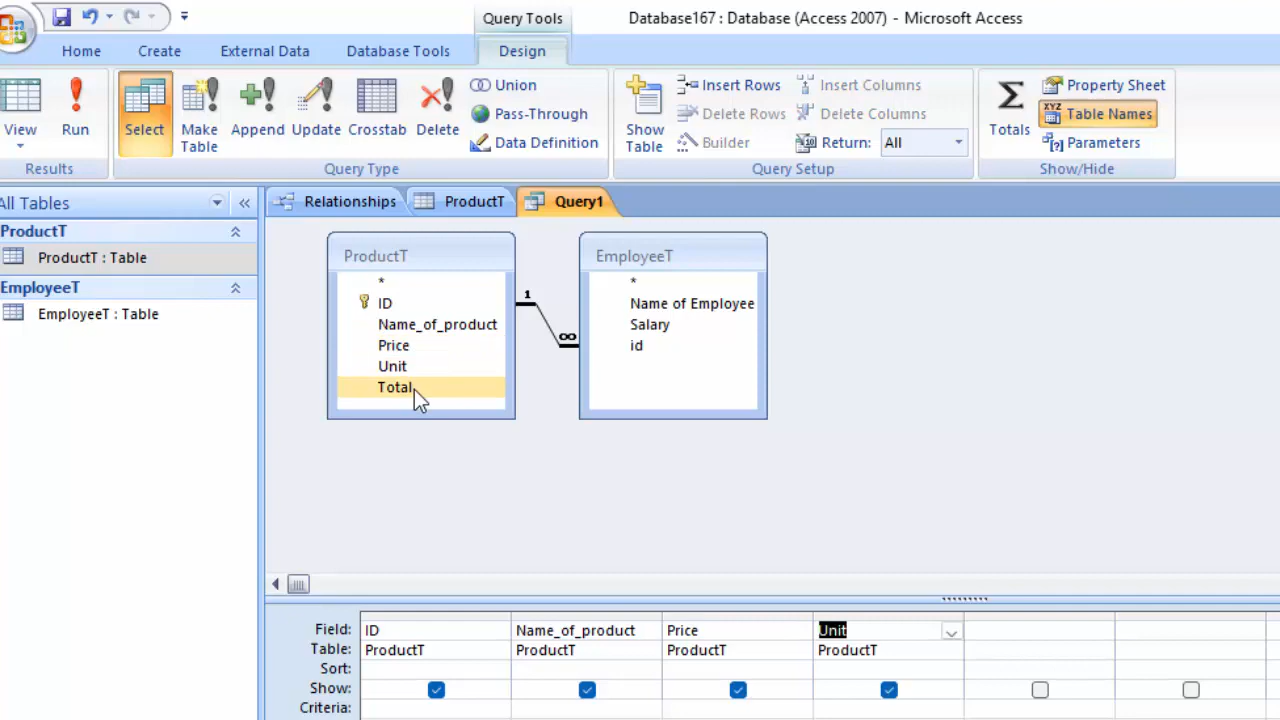 Query Tools
Database167 : Database (Access 2007) - Microsoft Access
Home Create External Data Database Tools Design
View
Run
Select
Make Table
Append
Update
Crosstab
Delete
Union
Pass-Through
Data Definition
Show Table
Insert Rows
Delete Rows
Builder
Insert Columns
Delete Columns
Return: All
Totals
Property Sheet
XYZ Table Names
Parameters
Results Query Type Query Setup Show/Hide
All Tables
ProductT
ProductT : Table
EmployeeT
EmployeeT : Table
Relationships ProductT Query1
ProductT
*
ID
Name_of_product
Price
Unit
Total
1
∞
EmployeeT
*
Name of Employee
Salary
id
Field: ID Name_of_product Price Unit
Table: ProductT ProductT ProductT ProductT
Sort:
Show:
Criteria: